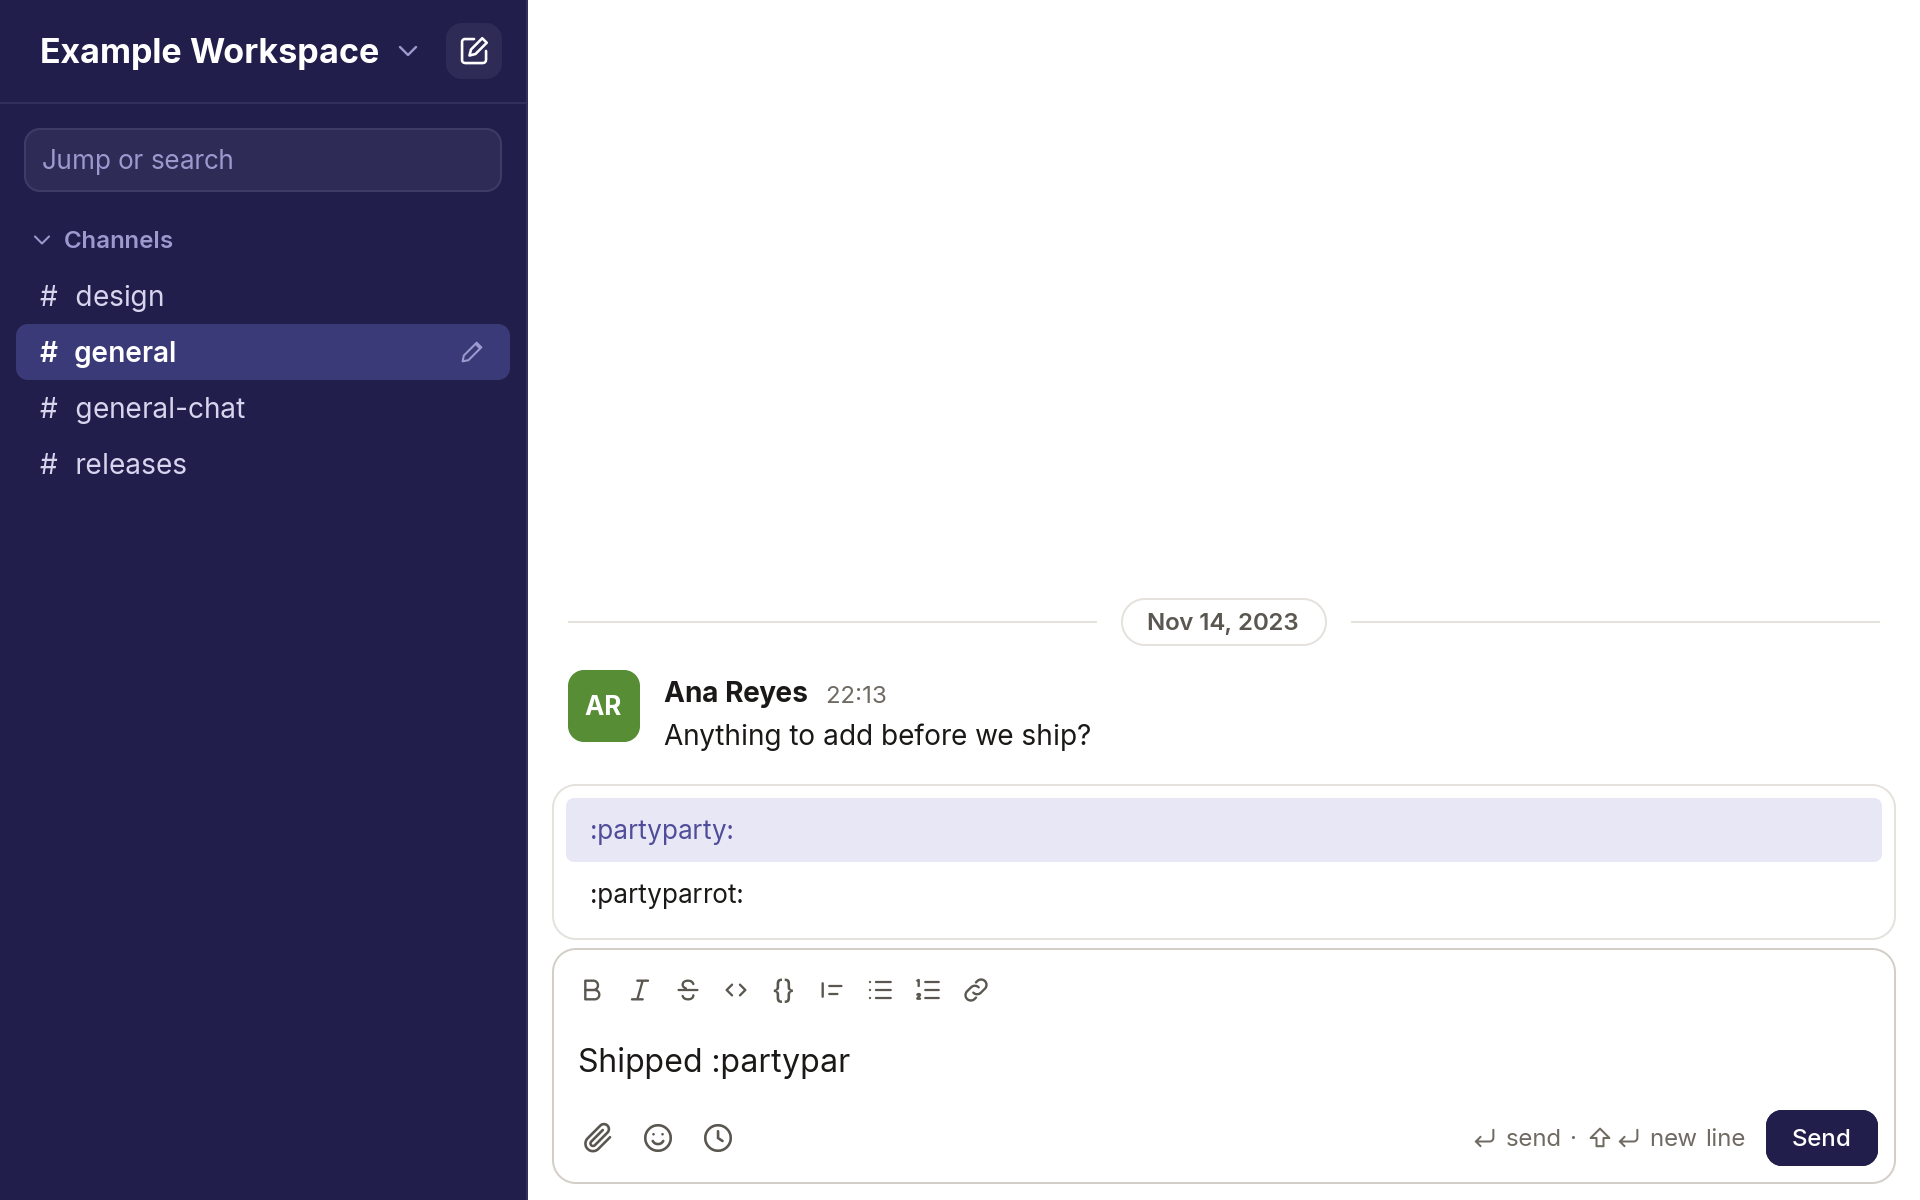 Example Workspace
Jump or search
Channels
# design
# general
# general-chat
# releases
Nov 14, 2023
AR
Ana Reyes 22:13
Anything to add before we ship?
:partyparty:
:partyparrot:
Shipped :partypar
send · new line
Send